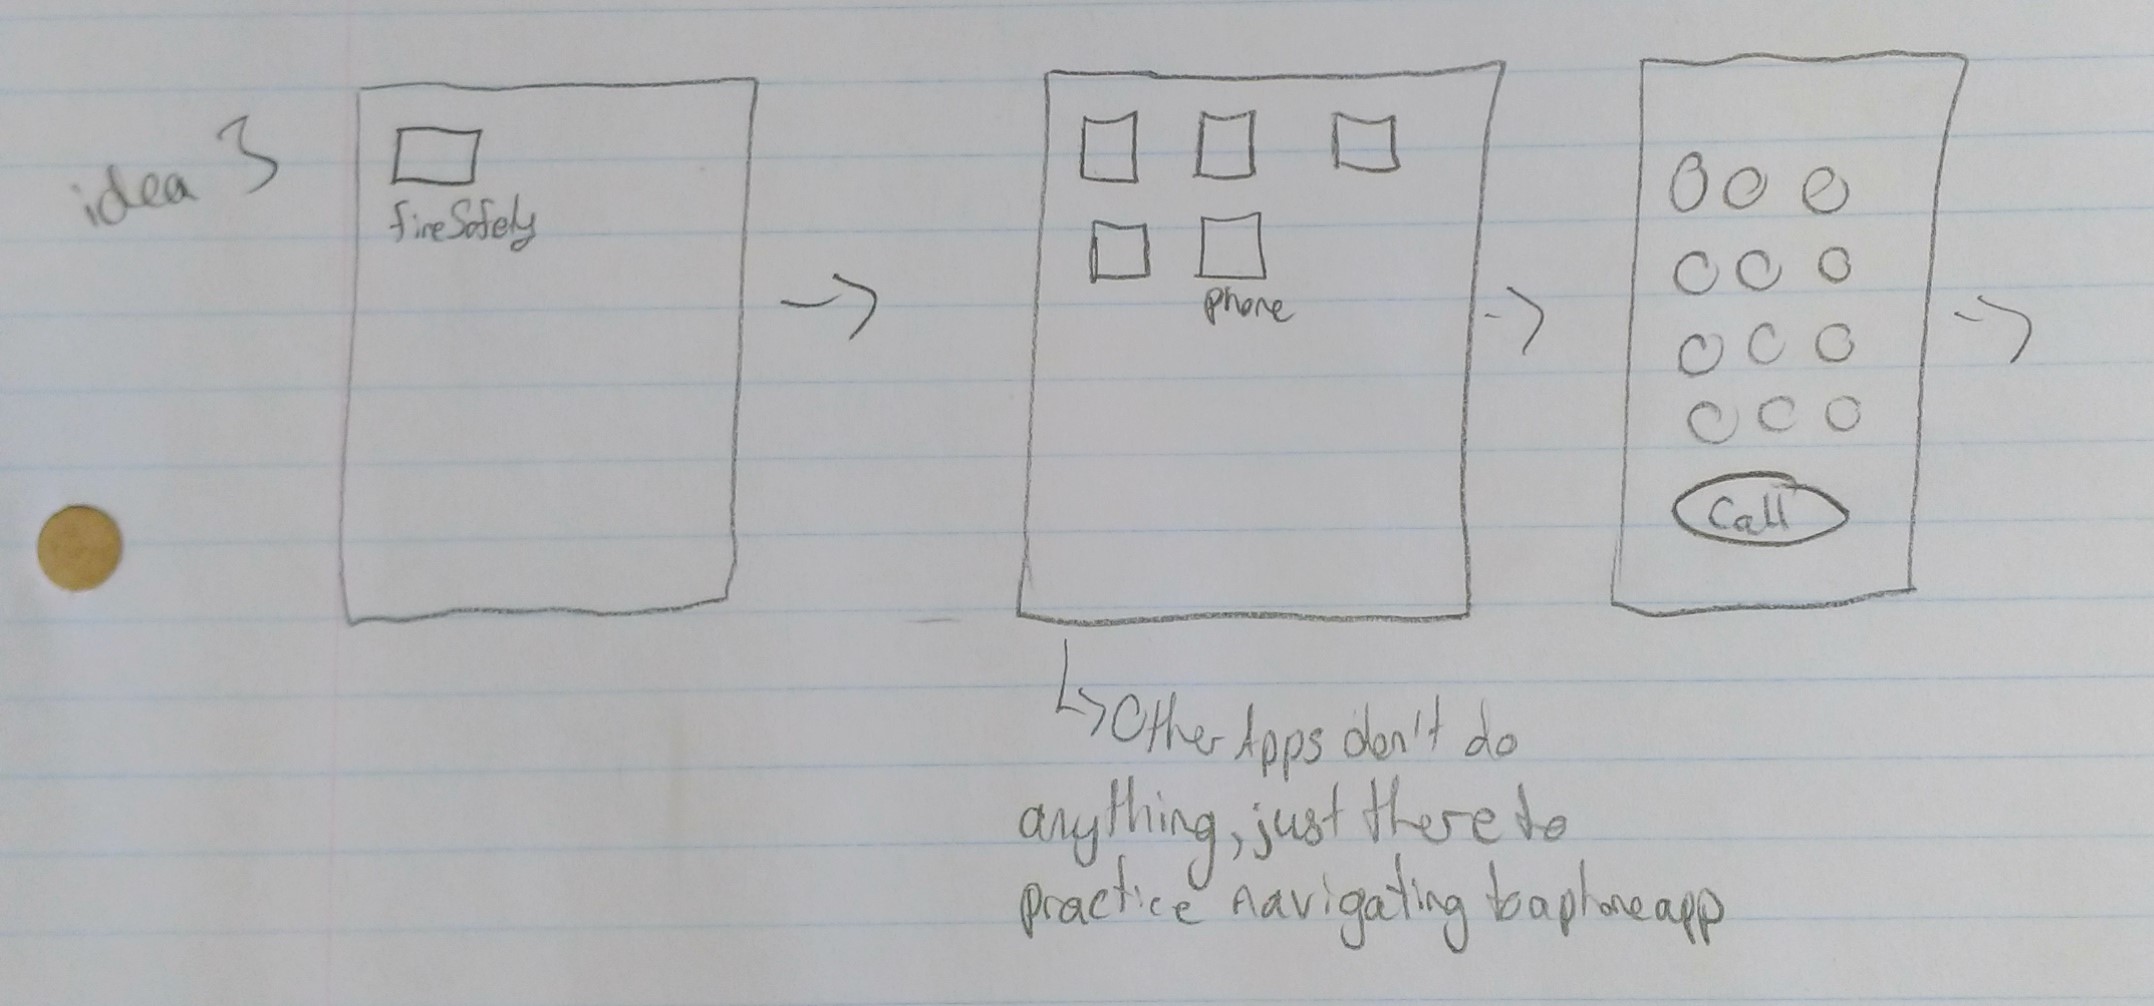 idea 3
fireSafety
phone
Call
Other Apps don't do
anything, just there to
practice navigating to a phone app